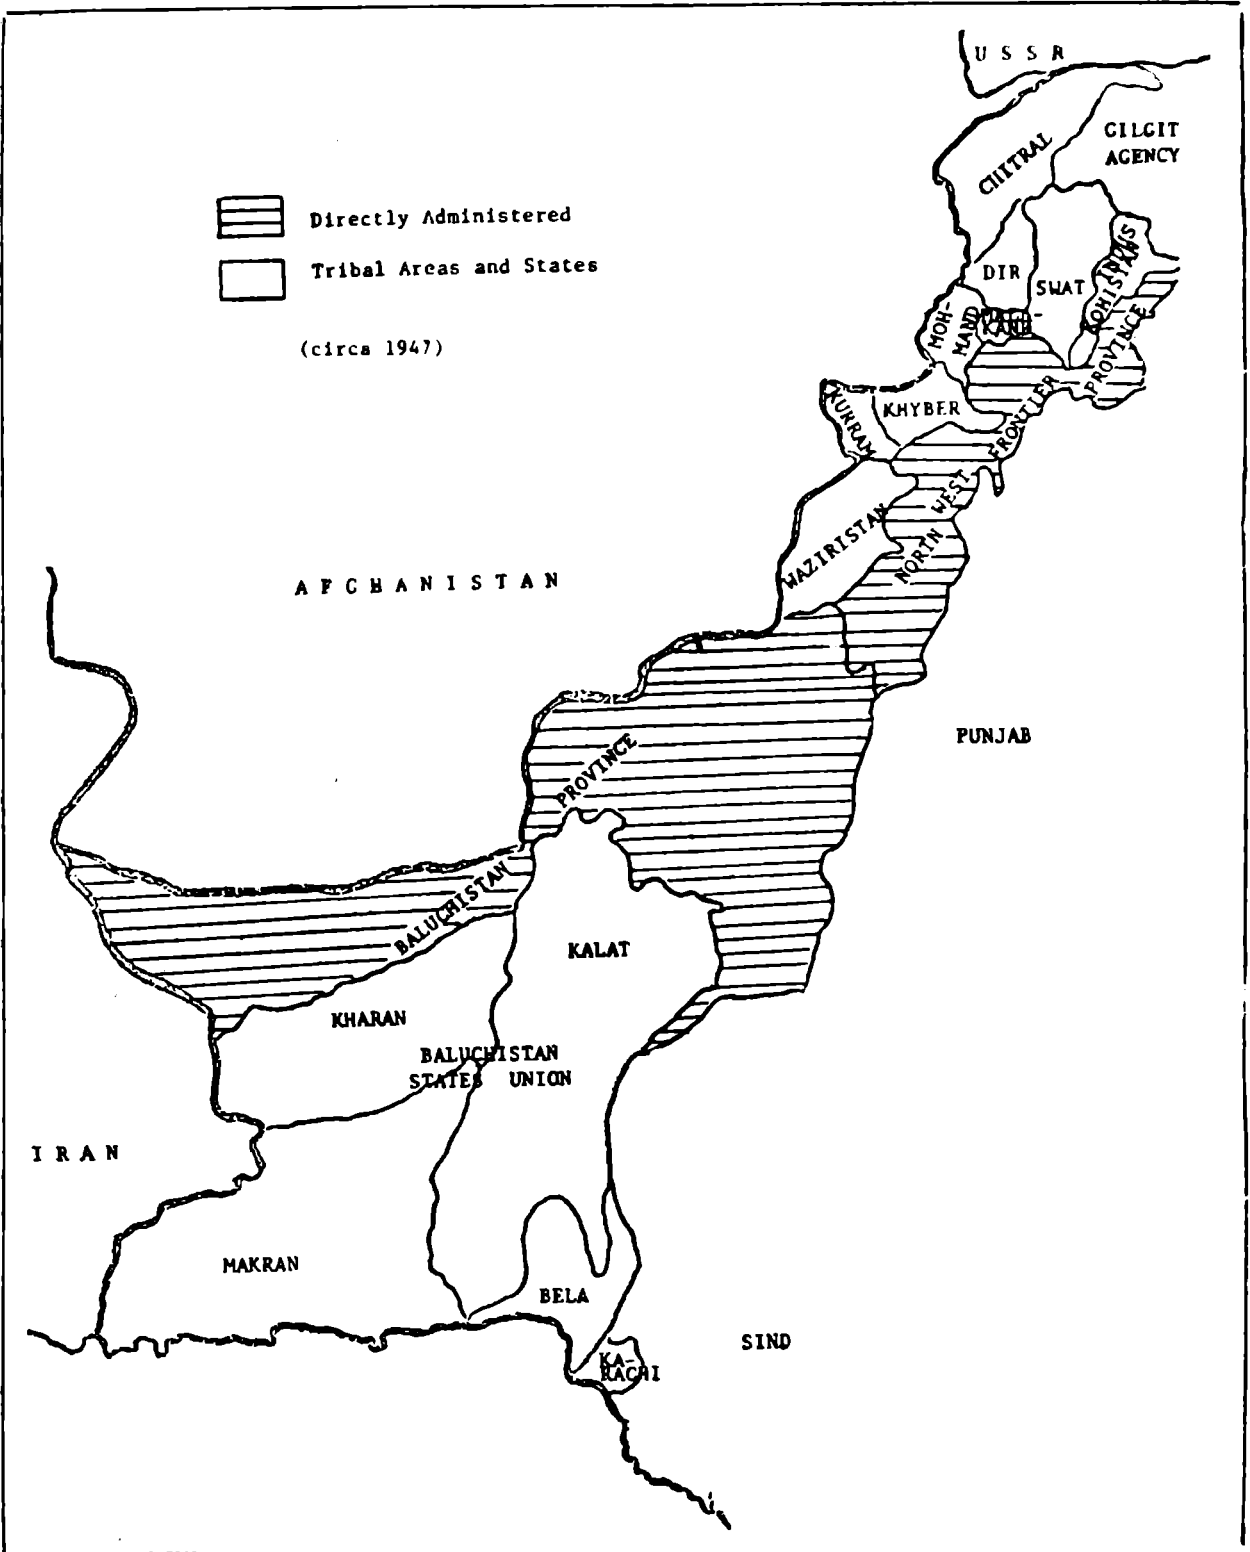 U S S R
GILGIT
AGENCY
CHITRAL
Directly Administered
Tribal Areas and States
(circa 1947)
DIR
SWAT
INDUS
KOHISTAN
MOH-
MAND
KAND
KHYBER
KURRAM
NORTH WEST FRONTIER PROVINCE
WAZIRISTAN
AFGHANISTAN
PUNJAB
BALUCHISTAN PROVINCE
KALAT
KHARAN
BALUCHISTAN
STATES UNION
IRAN
MAKRAN
BELA
SIND
KA-
RACHI